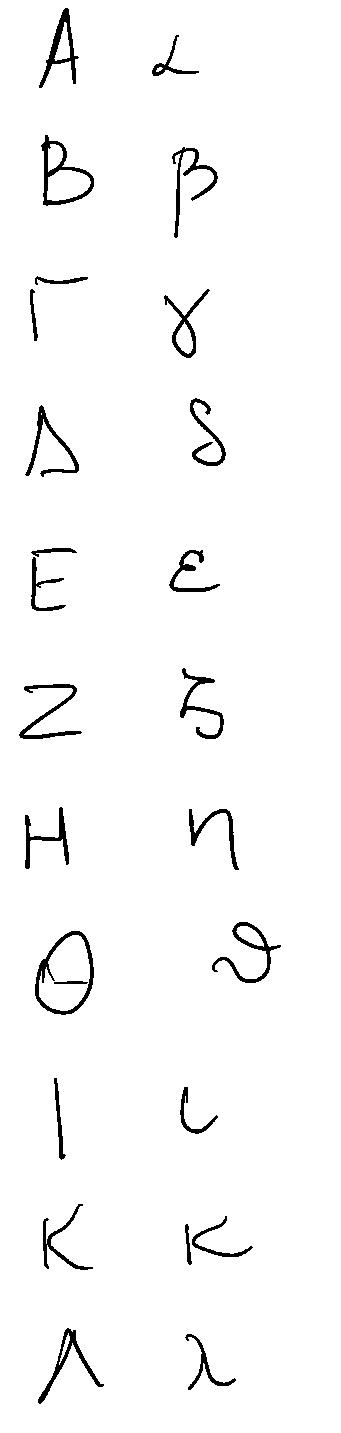 Α α
Β β
Γ γ
Δ δ
Ε ε
Ζ ζ
Η η
Θ ϑ
Ι ι
Κ κ
Λ λ